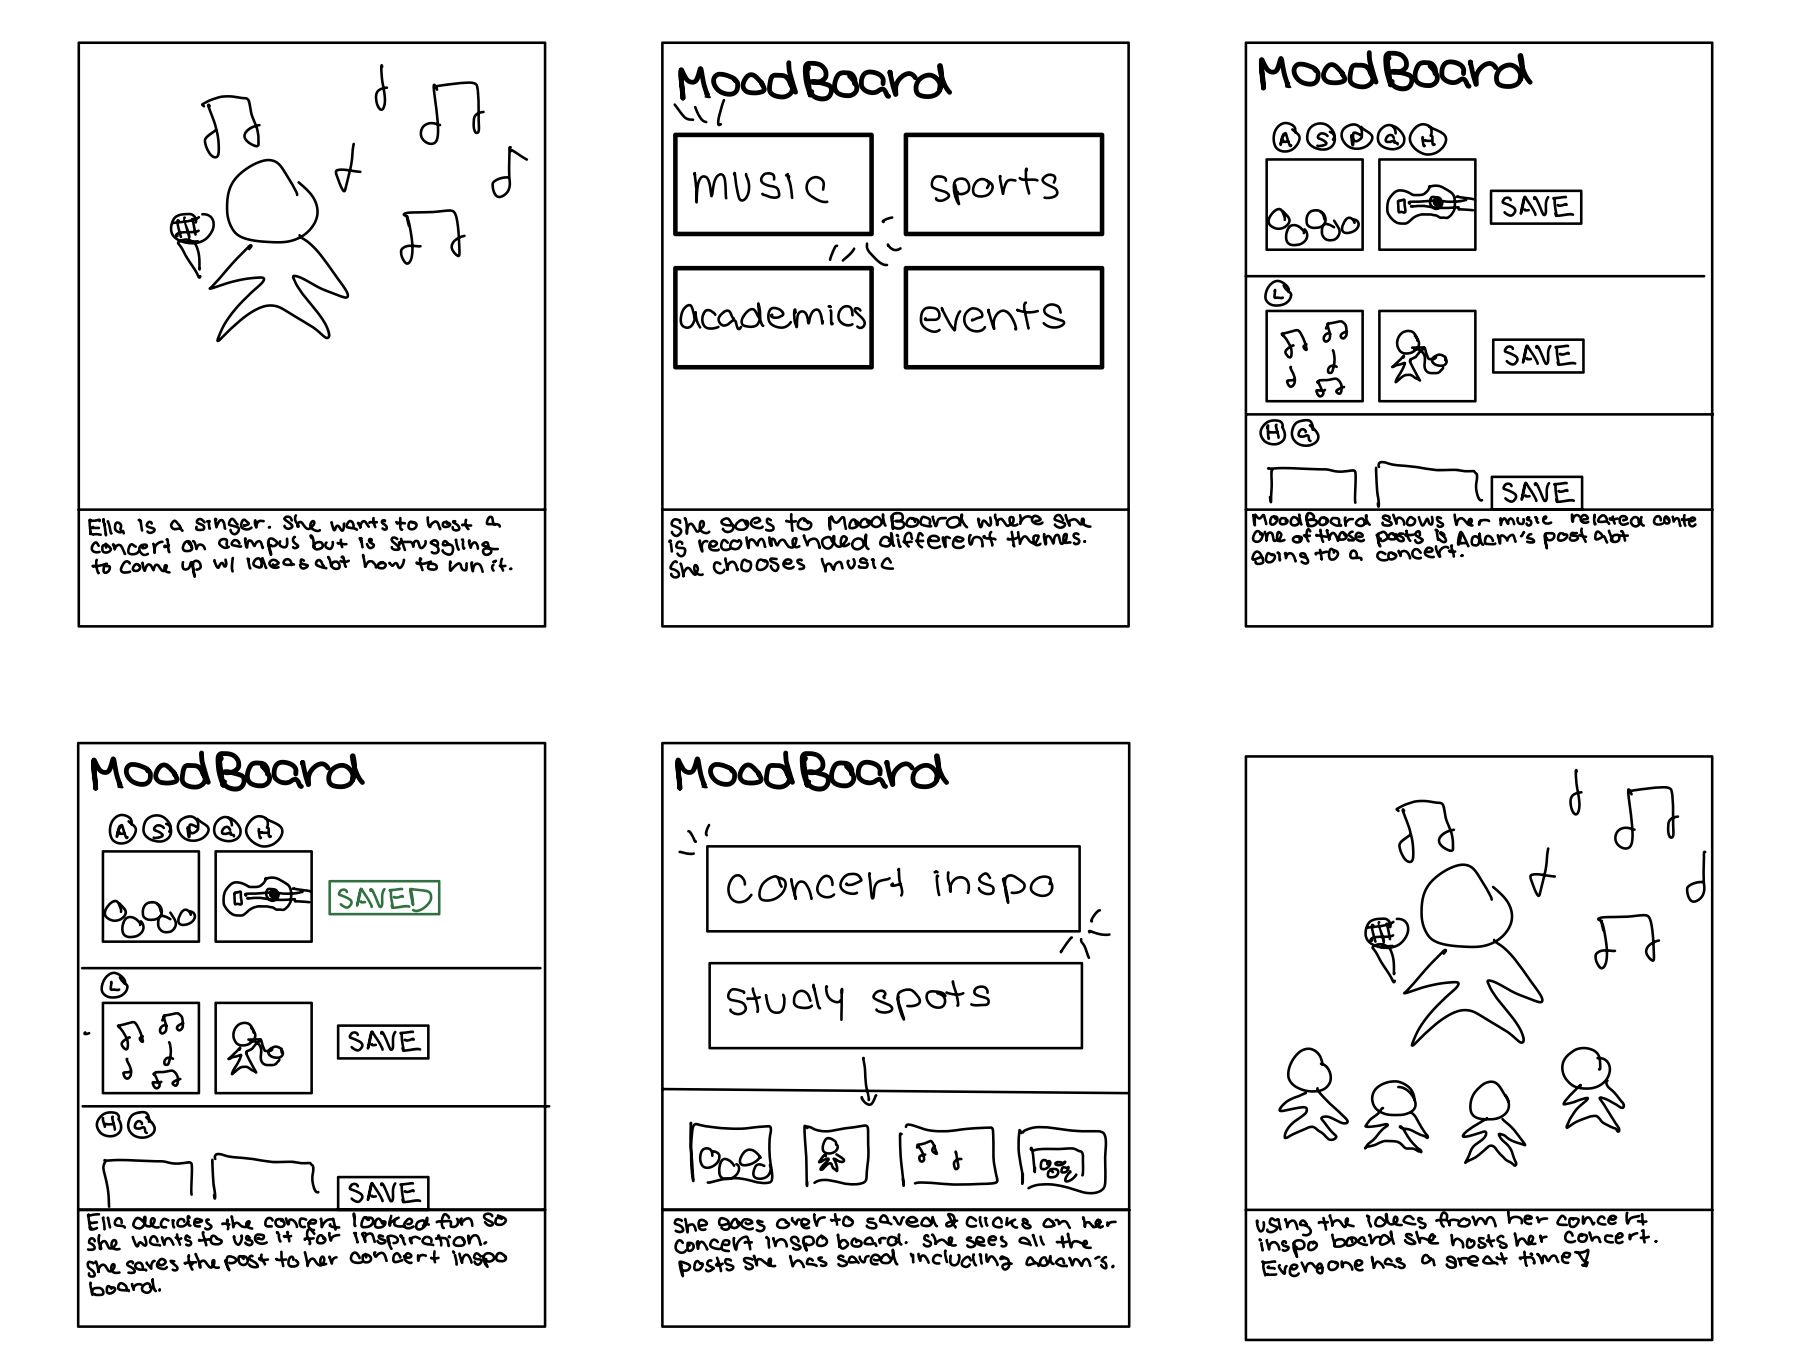 Ella is a singer. She wants to host a
concert on campus but is struggling
to come up w/ ideas abt how to run it.
MoodBoard
music
sports
academics
events
She goes to MoodBoard where she
is recommended different themes.
She chooses music
MoodBoard
A S P G H
SAVE
L
SAVE
H G
SAVE
MoodBoard shows her music related conte
One of those posts is Adam's post abt
going to a concert.
MoodBoard
A S P G H
SAVED
L
SAVE
H G
SAVE
Ella decides the concert looked fun so
she wants to use it for inspiration.
She saves the post to her concert inspo
board.
MoodBoard
concert inspo
study spots
She goes over to saved & clicks on her
concert inspo board. She sees all the
posts she has saved including adam's.
using the ideas from her concert
inspo board she hosts her concert.
Everyone has a great time!